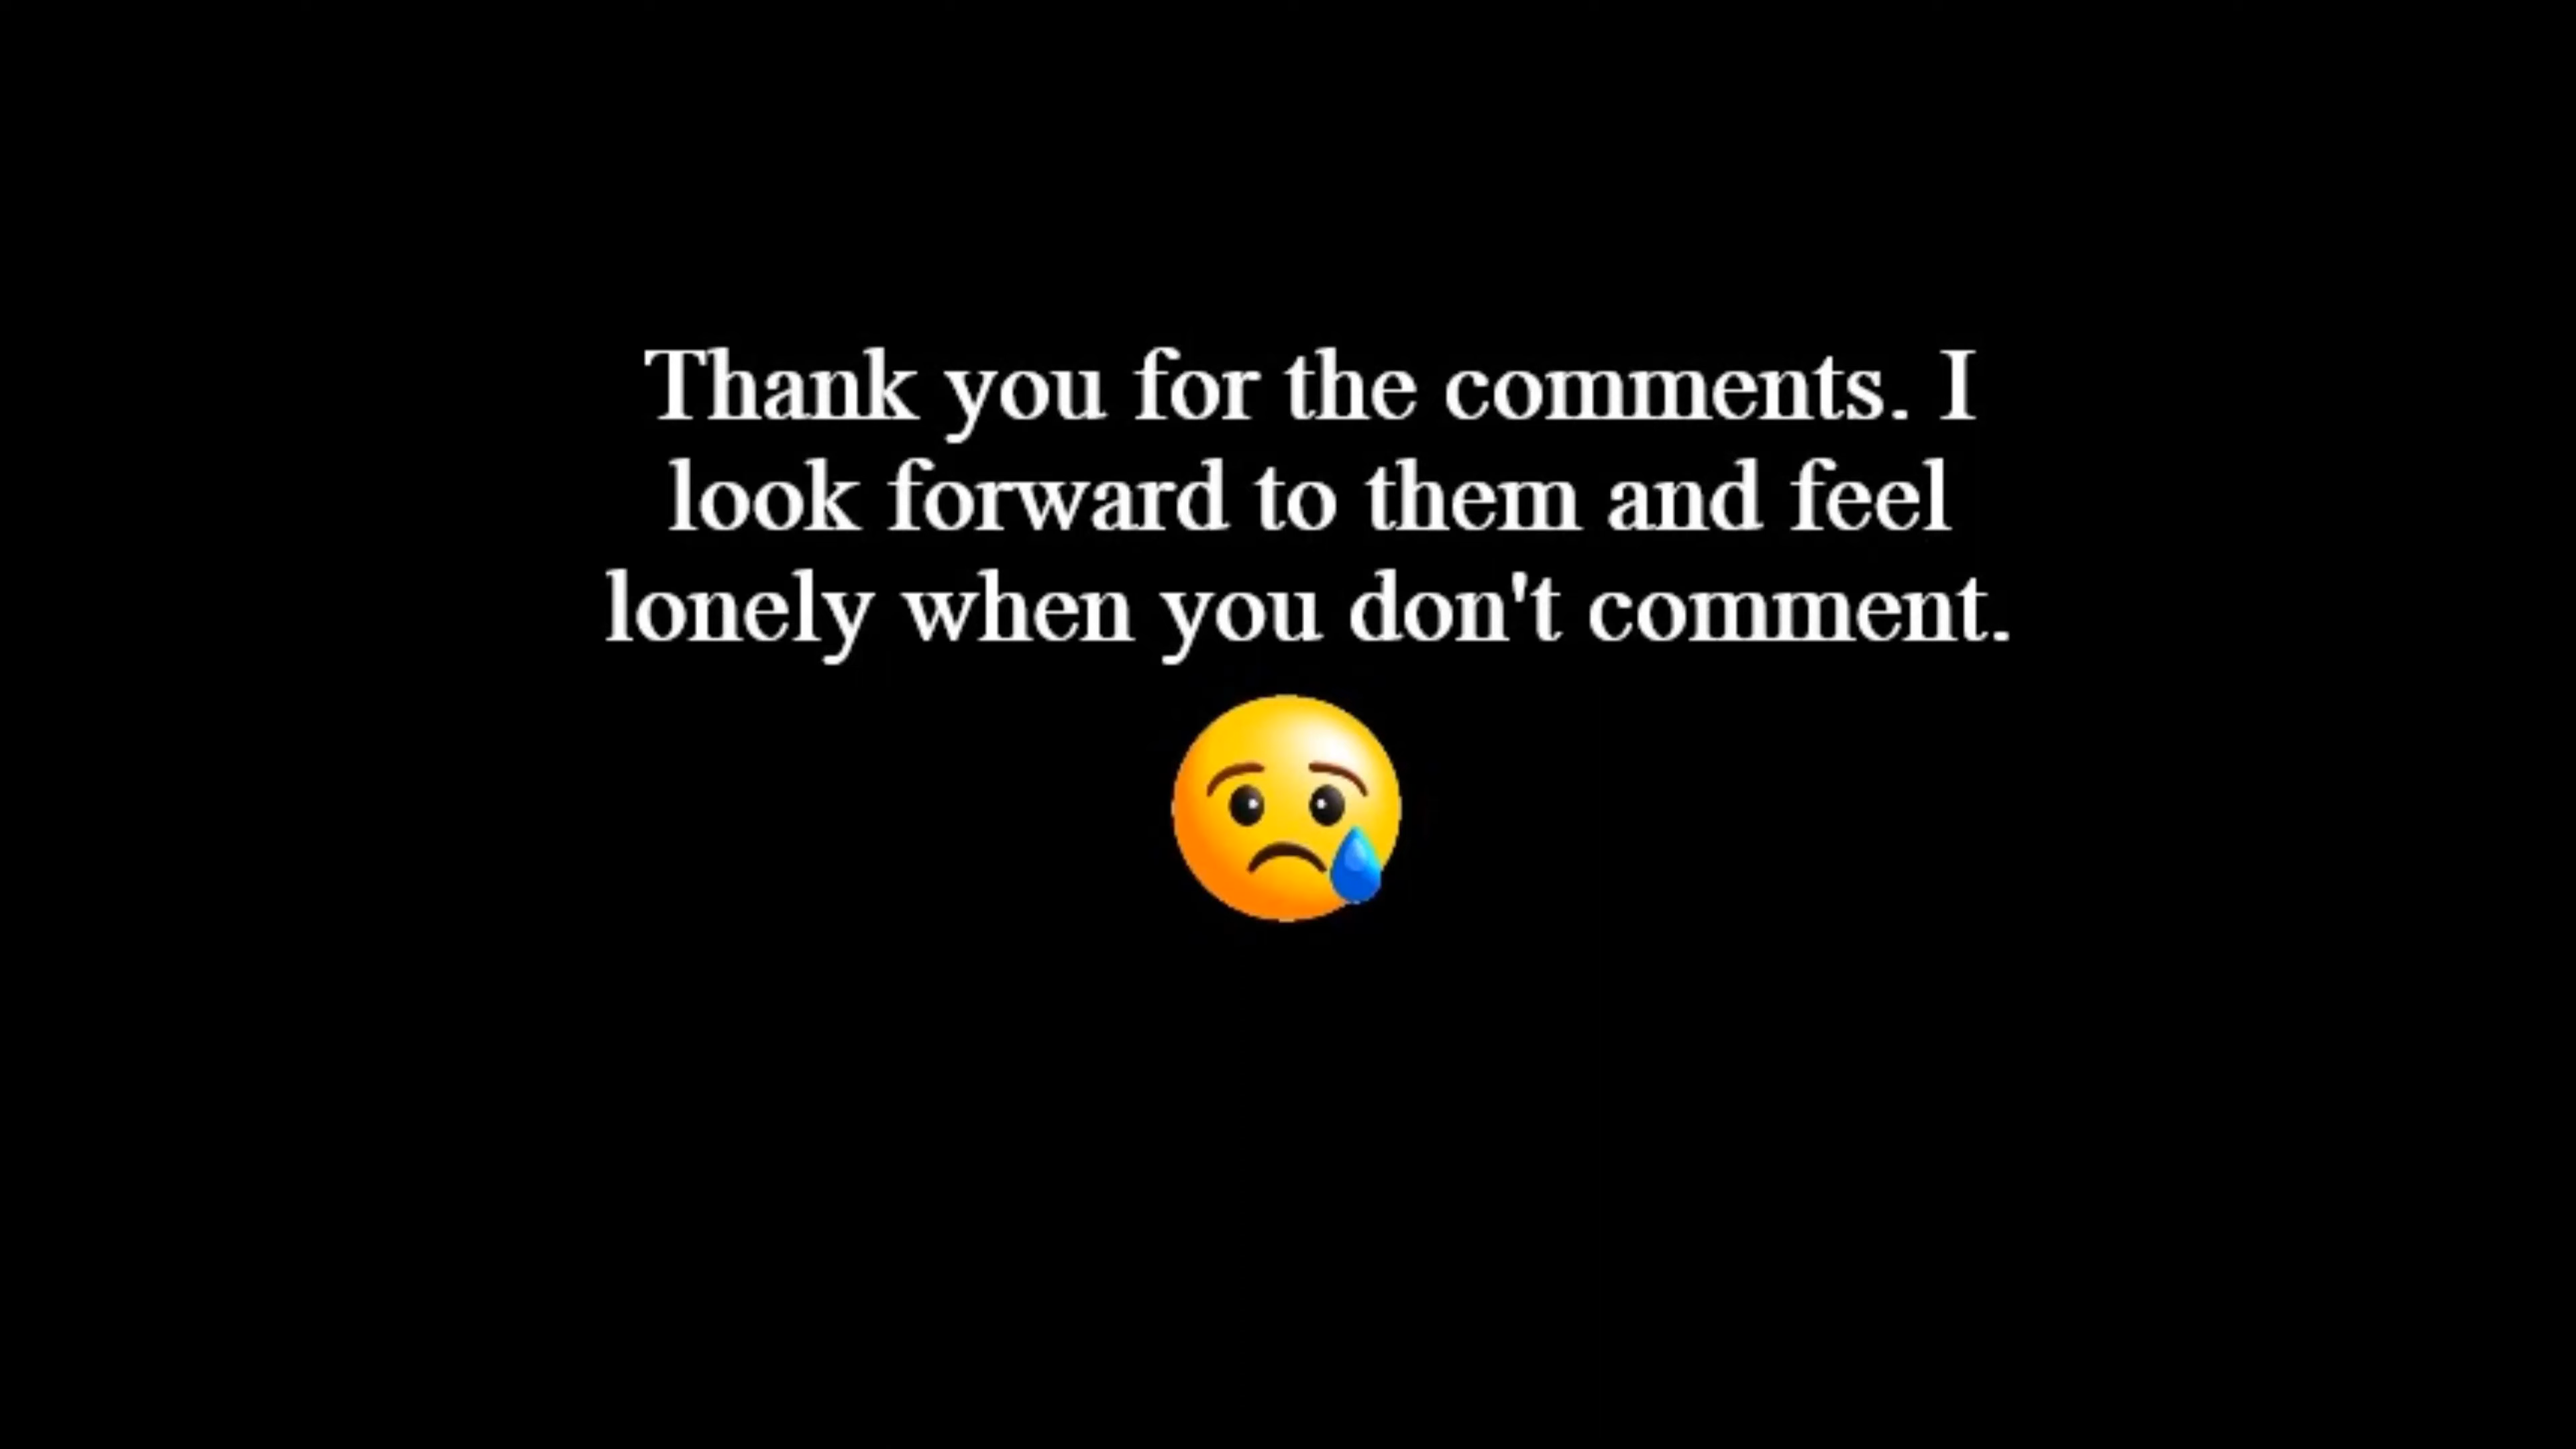 Thank you for the comments. I
look forward to them and feel
lonely when you don't comment.